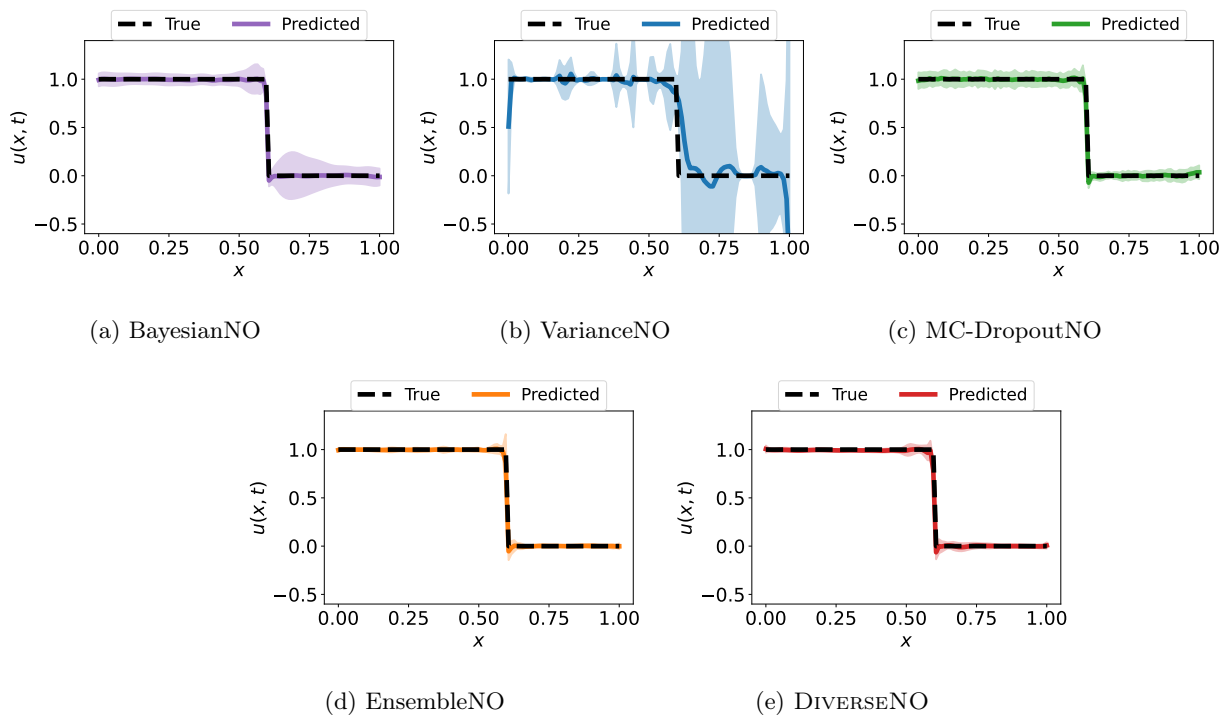 True Predicted
1.0
0.5
0.0
−0.5
u(x, t)
0.00 0.25 0.50 0.75 1.00
x
(a) BayesianNO
True Predicted
1.0
0.5
0.0
−0.5
u(x, t)
0.00 0.25 0.50 0.75 1.00
x
(b) VarianceNO
True Predicted
1.0
0.5
0.0
−0.5
u(x, t)
0.00 0.25 0.50 0.75 1.00
x
(c) MC-DropoutNO
True Predicted
1.0
0.5
0.0
−0.5
u(x, t)
0.00 0.25 0.50 0.75 1.00
x
(d) EnsembleNO
True Predicted
1.0
0.5
0.0
−0.5
u(x, t)
0.00 0.25 0.50 0.75 1.00
x
(e) DIVERSENO